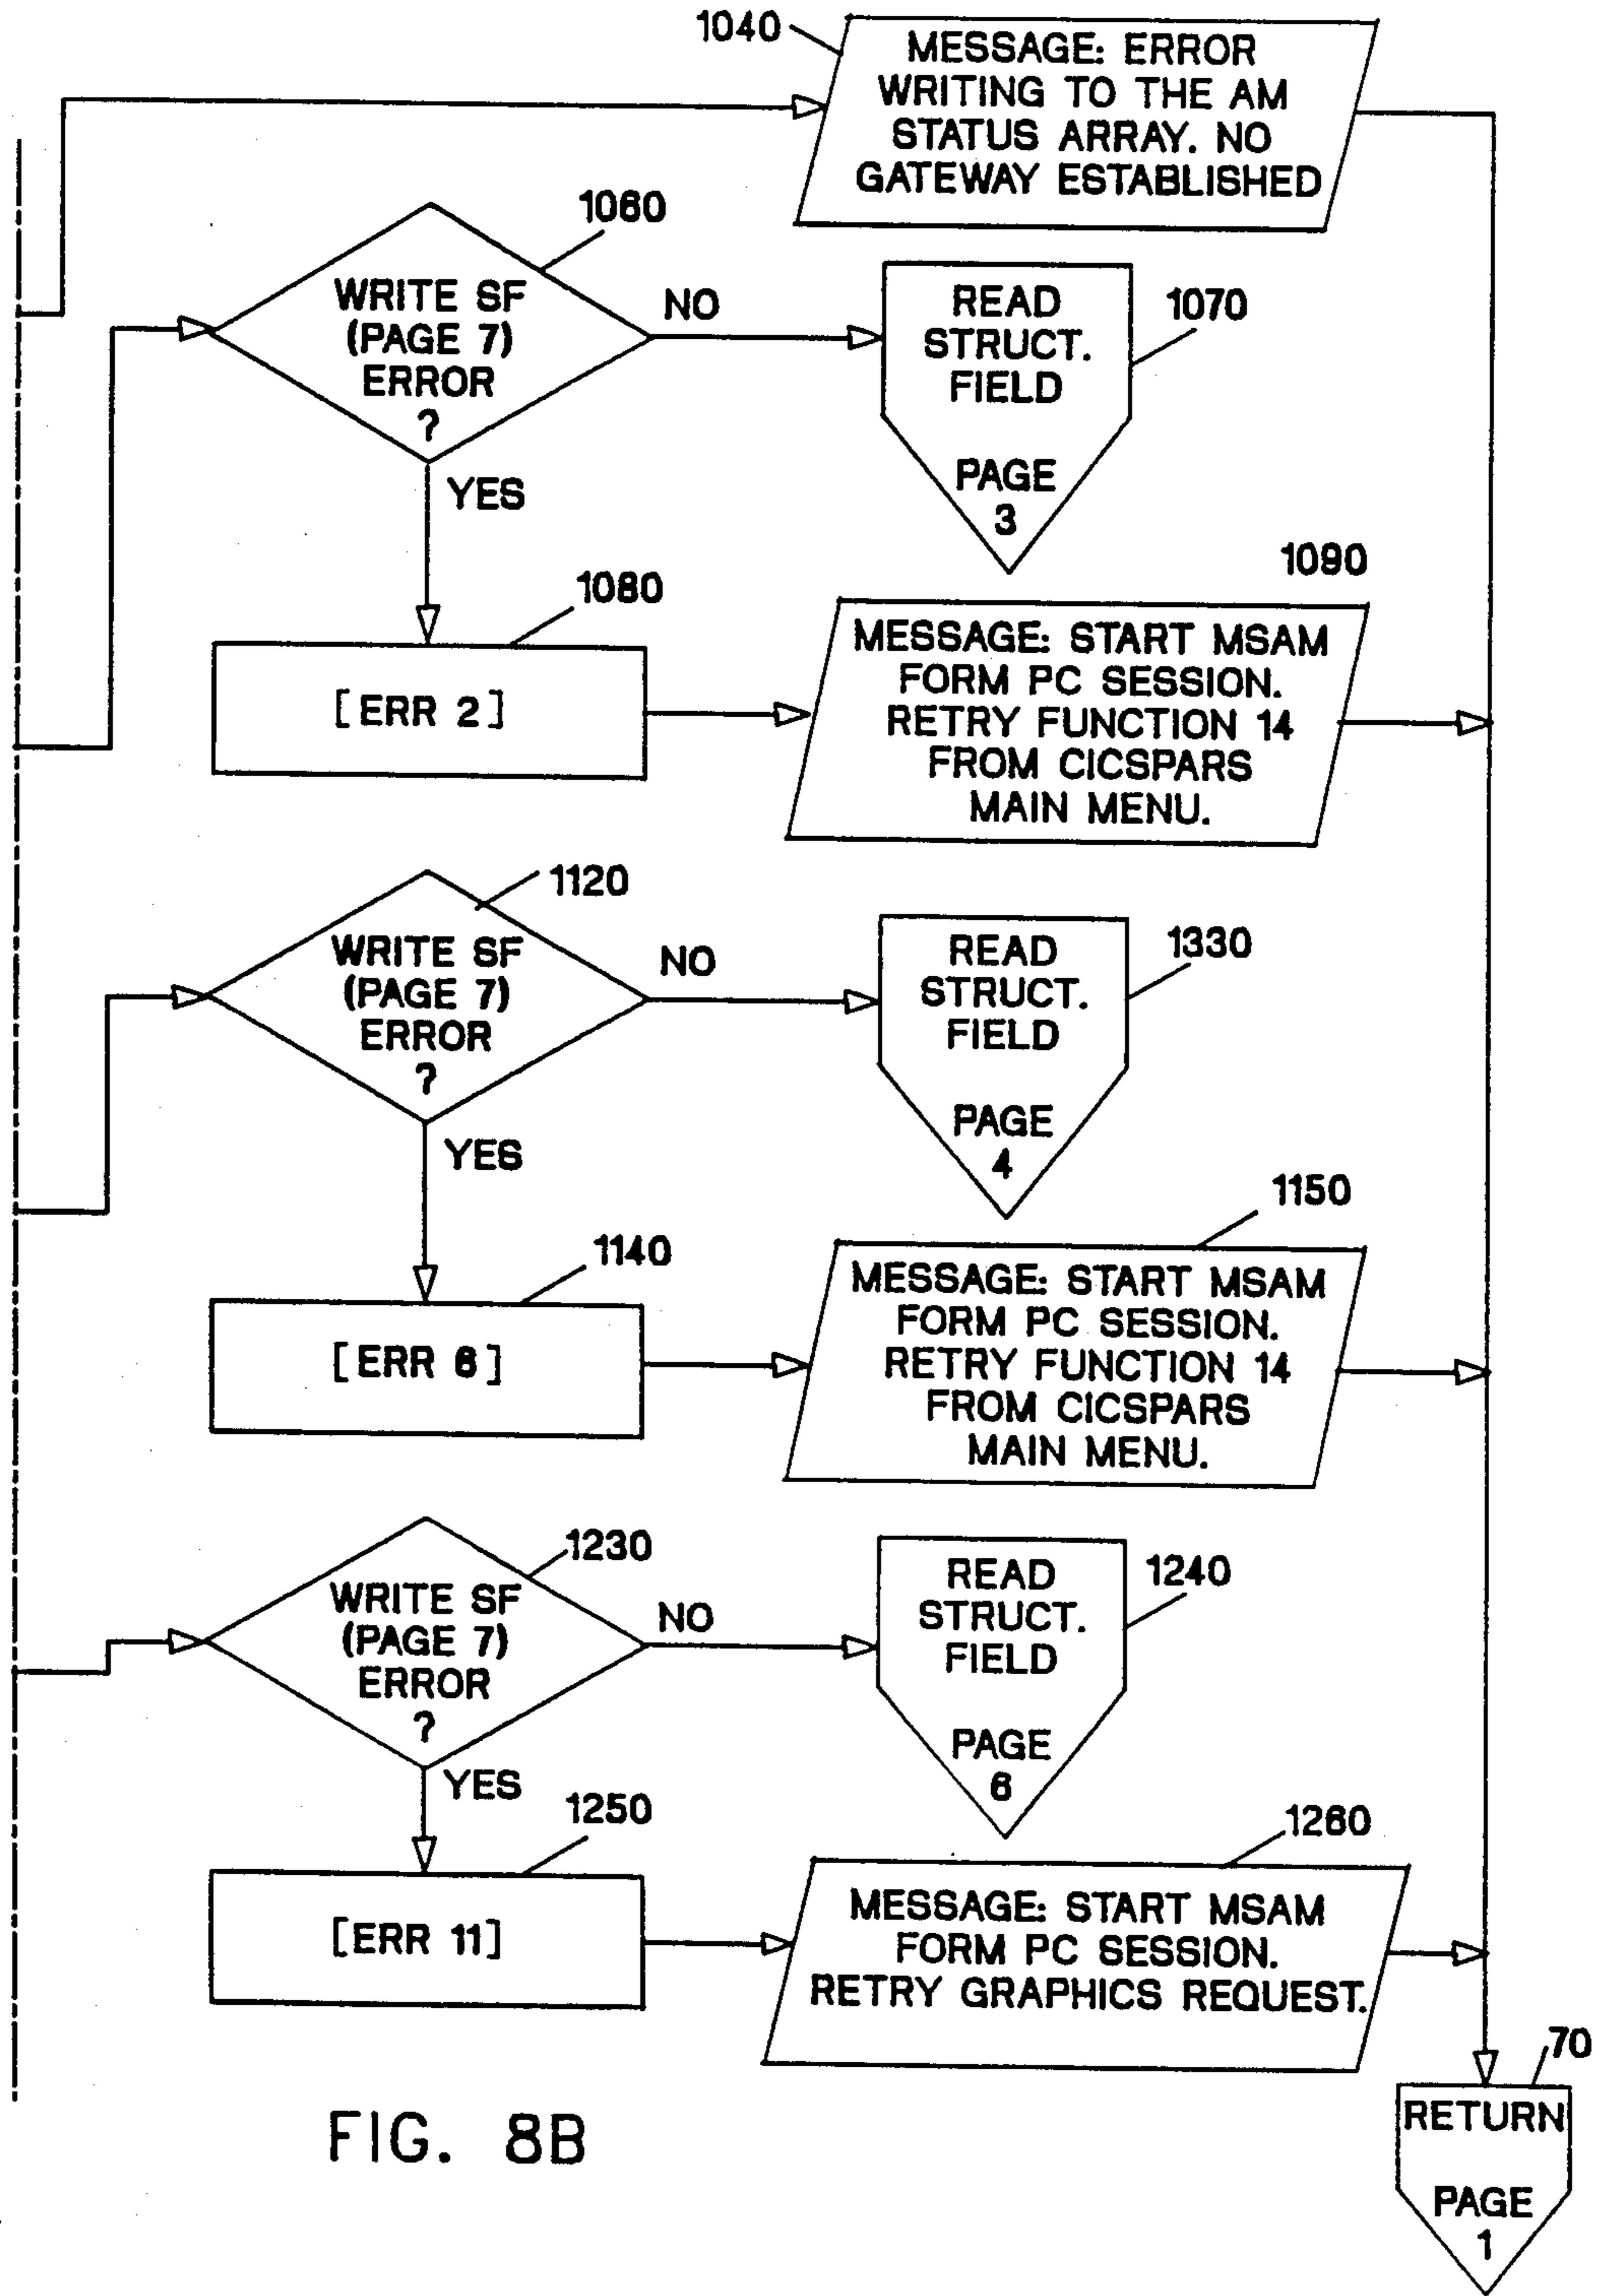 1040
MESSAGE: ERROR
WRITING TO THE AM
STATUS ARRAY. NO
GATEWAY ESTABLISHED
1060
WRITE SF
(PAGE 7)
ERROR
?
NO
YES
READ
STRUCT.
FIELD
PAGE
3
1070
1080
[ERR 2]
1090
MESSAGE: START MSAM
FORM PC SESSION.
RETRY FUNCTION 14
FROM CICSPARS
MAIN MENU.
1120
WRITE SF
(PAGE 7)
ERROR
?
NO
YES
READ
STRUCT.
FIELD
PAGE
4
1330
1140
[ERR 6]
1150
MESSAGE: START MSAM
FORM PC SESSION.
RETRY FUNCTION 14
FROM CICSPARS
MAIN MENU.
1230
WRITE SF
(PAGE 7)
ERROR
?
NO
YES
READ
STRUCT.
FIELD
PAGE
6
1240
1250
[ERR 11]
1260
MESSAGE: START MSAM
FORM PC SESSION.
RETRY GRAPHICS REQUEST.
70
RETURN
PAGE
1
FIG. 8B